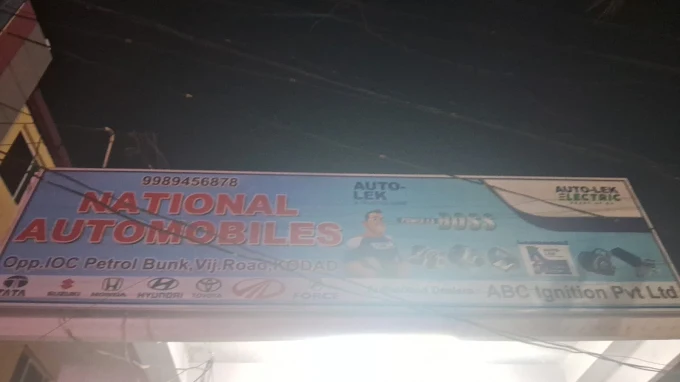 9989456878
NATIONAL
AUTOMOBILES
Opp.IOC Petrol Bunk,Vij.Road,KODAD
TATA SUZUKI HONDA HYUNDAI TOYOTA FORD
AUTO-
LEK
BOSS
AUTO-LEK
ELECTRIC
ABC Ignition Pvt Ltd